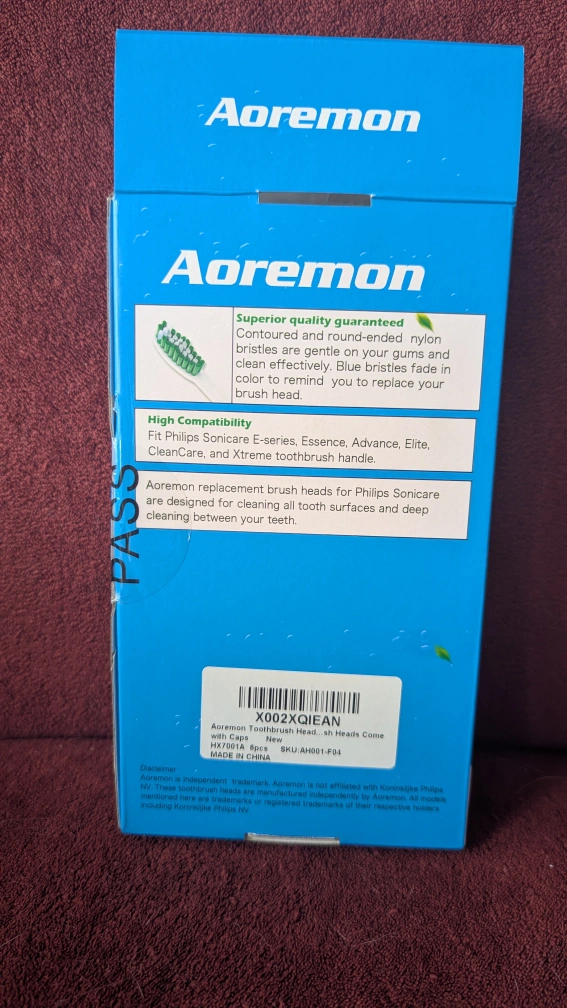 Aoremon
Aoremon
Superior quality guaranteed
Contoured and round-ended nylon
bristles are gentle on your gums and
clean effectively. Blue bristles fade in
color to remind you to replace your
brush head.
High Compatibility
Fit Philips Sonicare E-series, Essence, Advance, Elite,
CleanCare, and Xtreme toothbrush handle.
Aoremon replacement brush heads for Philips Sonicare
are designed for cleaning all tooth surfaces and deep
cleaning between your teeth.
PASS
X002XQIEAN
Aoremon Toothbrush Head...sh Heads Come
with Caps New
HX7001A 6pcs SKU:AH001-F04
MADE IN CHINA
Disclaimer
Aoremon is independent trademark. Aoremon is not affiliated with Koninklijke Philips
NV. These toothbrush heads are manufactured independently by Aoremon. All models
mentioned here are trademarks or registered trademarks of their respective holders
including Koninklijke Philips NV.